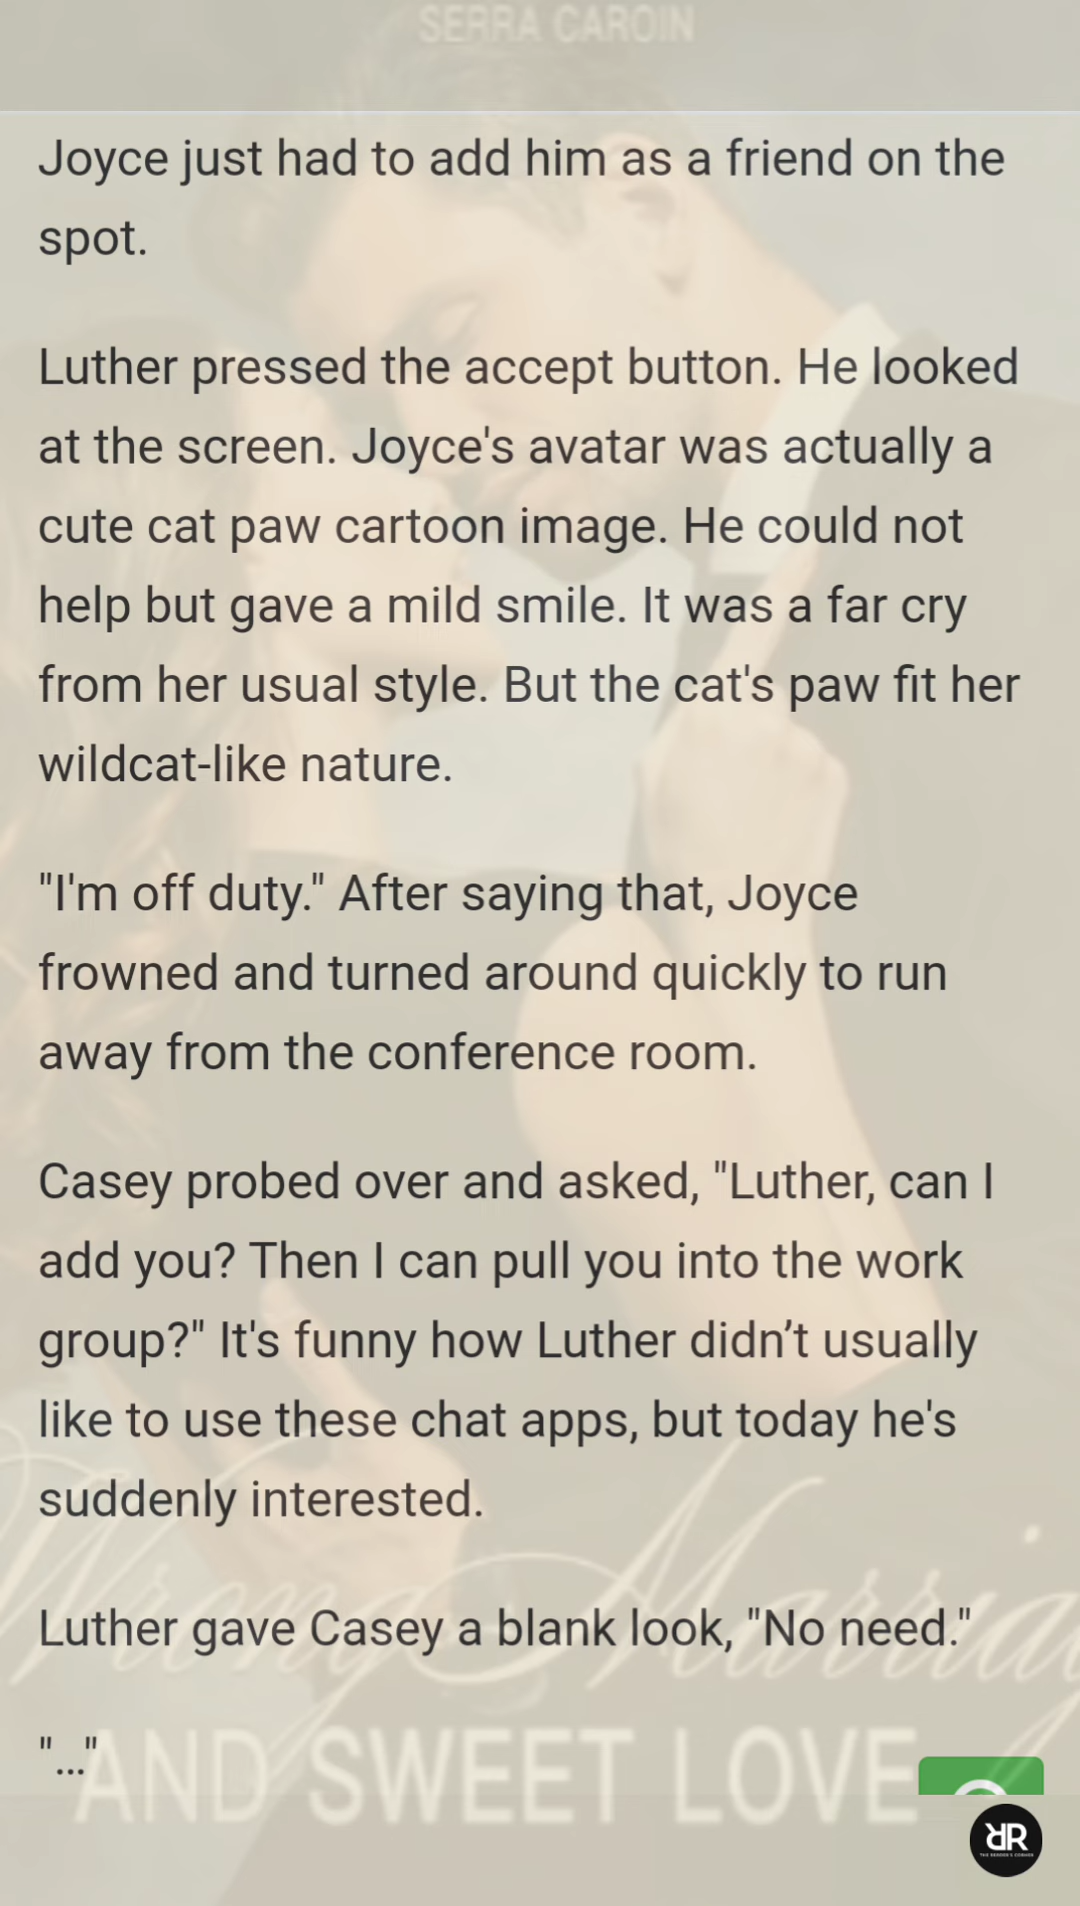 SERRA CAROIN
Joyce just had to add him as a friend on the
spot.
Luther pressed the accept button. He looked
at the screen. Joyce's avatar was actually a
cute cat paw cartoon image. He could not
help but gave a mild smile. It was a far cry
from her usual style. But the cat's paw fit her
wildcat-like nature.
"I'm off duty." After saying that, Joyce
frowned and turned around quickly to run
away from the conference room.
Casey probed over and asked, "Luther, can I
add you? Then I can pull you into the work
group?" It's funny how Luther didn’t usually
like to use these chat apps, but today he's
suddenly interested.
Wrong Marriag
Luther gave Casey a blank look, "No need."
"..."
AND SWEET LOVE
RR
THE READER'S CORNER